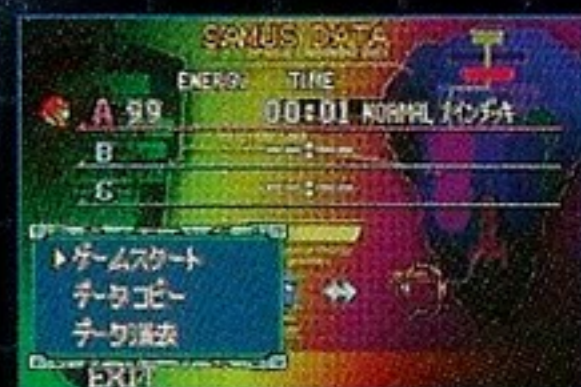 SAMUS DATA
ENERGY TIME
A 99 00:01 NORMAL メインデッキ
B --:--
C --:--
ゲームスタート
データコピー
データ消去
EXIT